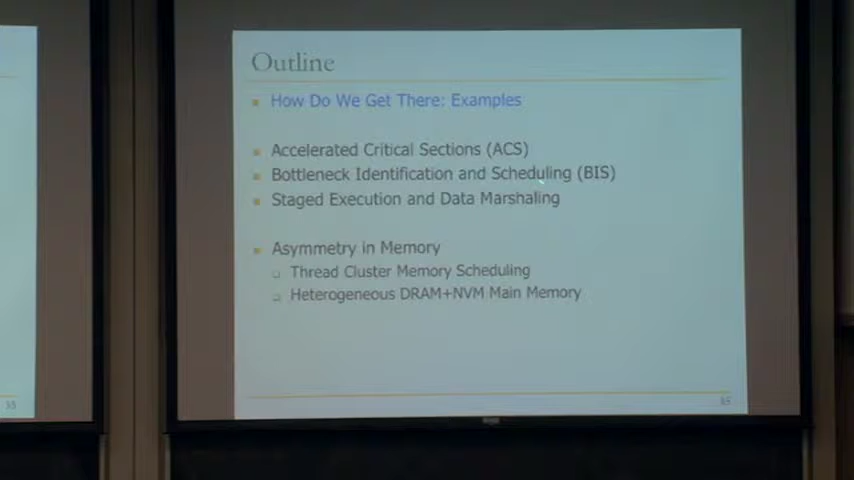 Outline
How Do We Get There: Examples
Accelerated Critical Sections (ACS)
Bottleneck Identification and Scheduling (BIS)
Staged Execution and Data Marshaling
Asymmetry in Memory
Thread Cluster Memory Scheduling
Heterogeneous DRAM+NVM Main Memory